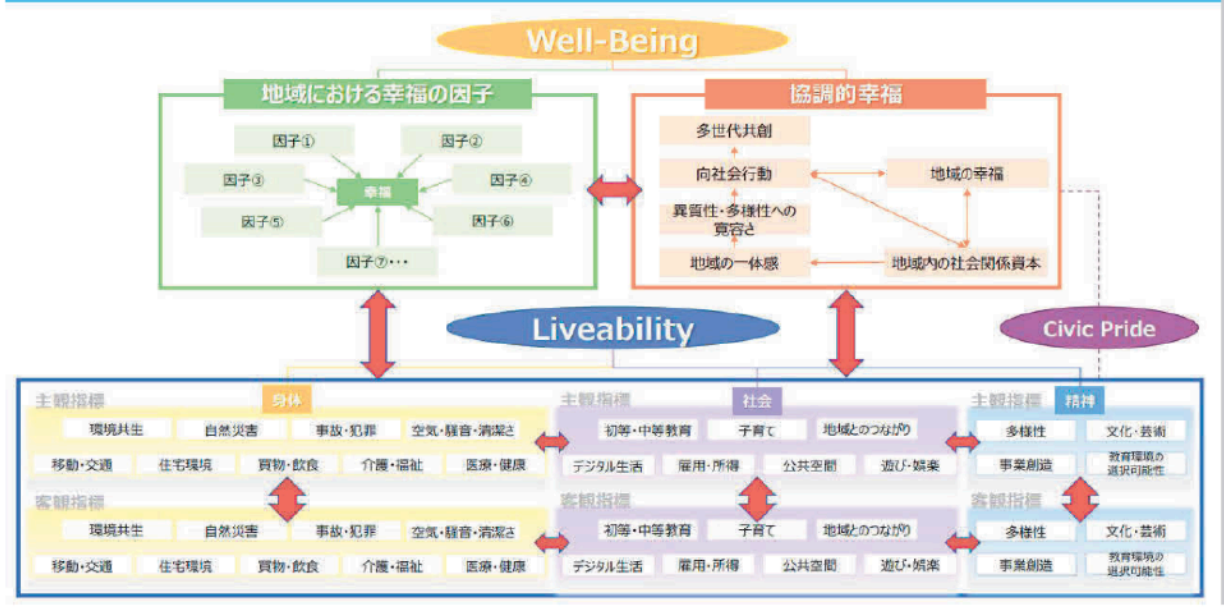 Well-Being
地域における幸福の因子
因子①
因子②
因子③
幸福
因子④
因子⑤
因子⑥
因子⑦・・・
協調的幸福
多世代共創
向社会行動
地域の幸福
異質性・多様性への
寛容さ
地域の一体感
地域内の社会関係資本
Liveability
Civic Pride
主観指標
身体
環境共生
自然災害
事故・犯罪
空気・騒音・清潔さ
移動・交通
住宅環境
買物・飲食
介護・福祉
医療・健康
主観指標
社会
初等・中等教育
子育て
地域とのつながり
デジタル生活
雇用・所得
公共空間
遊び・娯楽
主観指標
精神
多様性
文化・芸術
事業創造
教育環境の
選択可能性
客観指標
環境共生
自然災害
事故・犯罪
空気・騒音・清潔さ
移動・交通
住宅環境
買物・飲食
介護・福祉
医療・健康
客観指標
初等・中等教育
子育て
地域とのつながり
デジタル生活
雇用・所得
公共空間
遊び・娯楽
客観指標
多様性
文化・芸術
事業創造
教育環境の
選択可能性